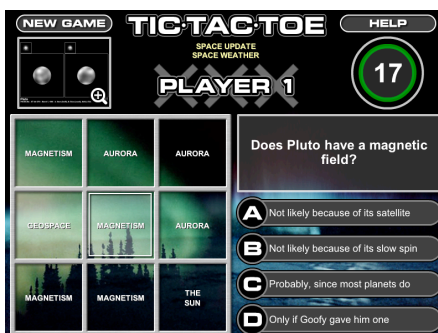 NEW GAME
TIC·TAC·TOE
HELP
SPACE UPDATE
SPACE WEATHER
PLAYER 1
17
MAGNETISM
AURORA
AURORA
GEOSPACE
MAGNETISM
AURORA
MAGNETISM
MAGNETISM
THE
SUN
Does Pluto have a magnetic
field?
A Not likely because of its satellite
B Not likely because of its slow spin
C Probably, since most planets do
D Only if Goofy gave him one